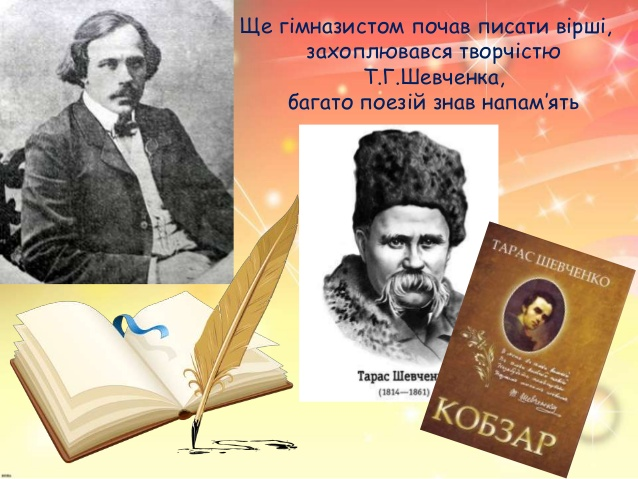 Ще гімназистом почав писати вірші,
захоплювався творчістю
Т.Г.Шевченка,
багато поезій знав напам'ять
Тарас Шевченк
(1814—1861)
ТАРАС ШЕВЧЕНКО
КОБЗАР